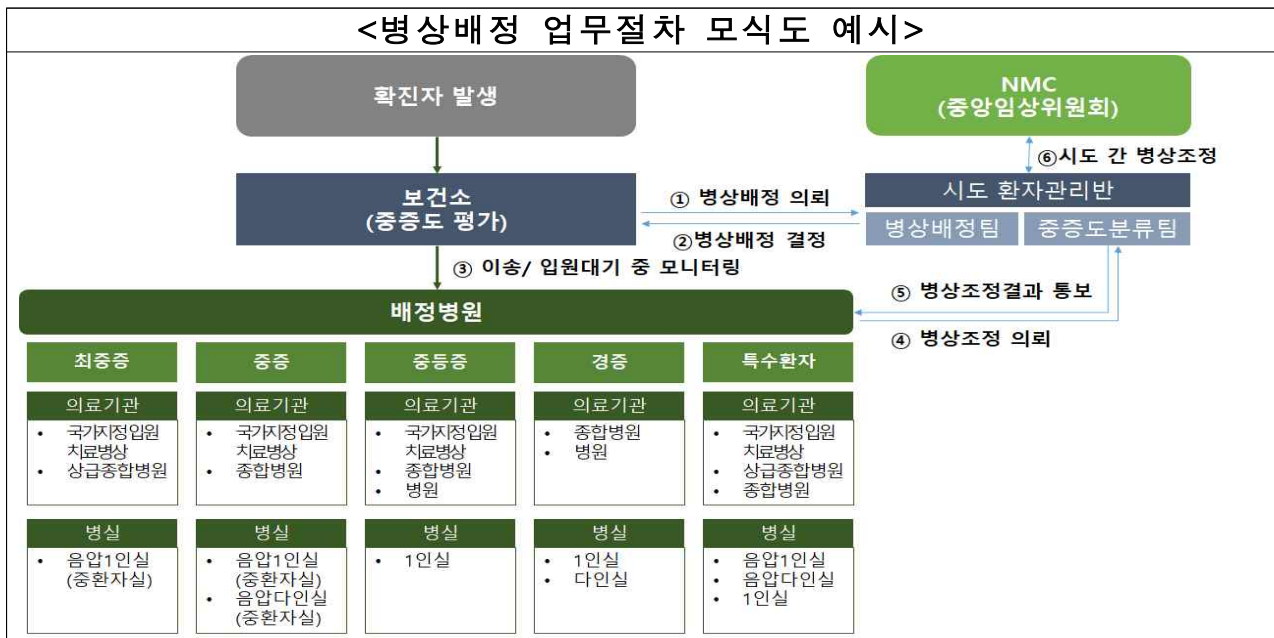 <병상배정 업무절차 모식도 예시>
확진자 발생
NMC
(중앙임상위원회)
⑥시도 간 병상조정
보건소
(중증도 평가)
① 병상배정 의뢰
②병상배정 결정
시도 환자관리반
병상배정팀
중증도분류팀
③ 이송/ 입원대기 중 모니터링
⑤ 병상조정결과 통보
④ 병상조정 의뢰
배정병원
최중증
의료기관
• 국가지정입원
치료병상
• 상급종합병원
병실
• 음압1인실
(중환자실)
중증
의료기관
• 국가지정입원
치료병상
• 종합병원
병실
• 음압1인실
(중환자실)
• 음압다인실
(중환자실)
중등증
의료기관
• 국가지정입원
치료병상
• 종합병원
• 병원
병실
• 1인실
경증
의료기관
• 종합병원
• 병원
병실
• 1인실
• 다인실
특수환자
의료기관
• 국가지정입원
치료병상
• 상급종합병원
• 종합병원
병실
• 음압1인실
• 음압다인실
• 1인실